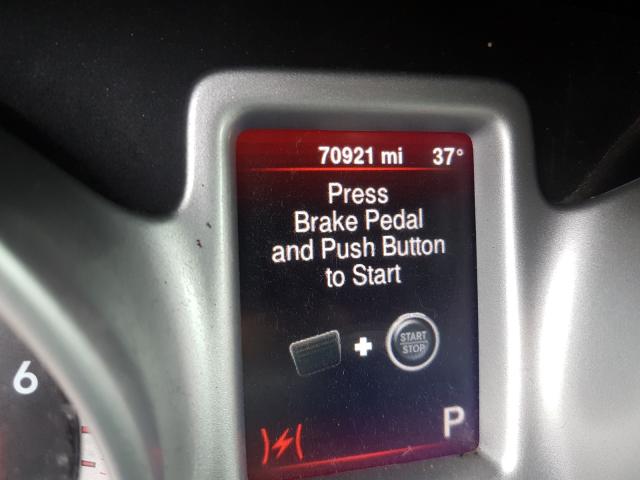 70921 mi 37°
Press
Brake Pedal
and Push Button
to Start
START
STOP
P
6